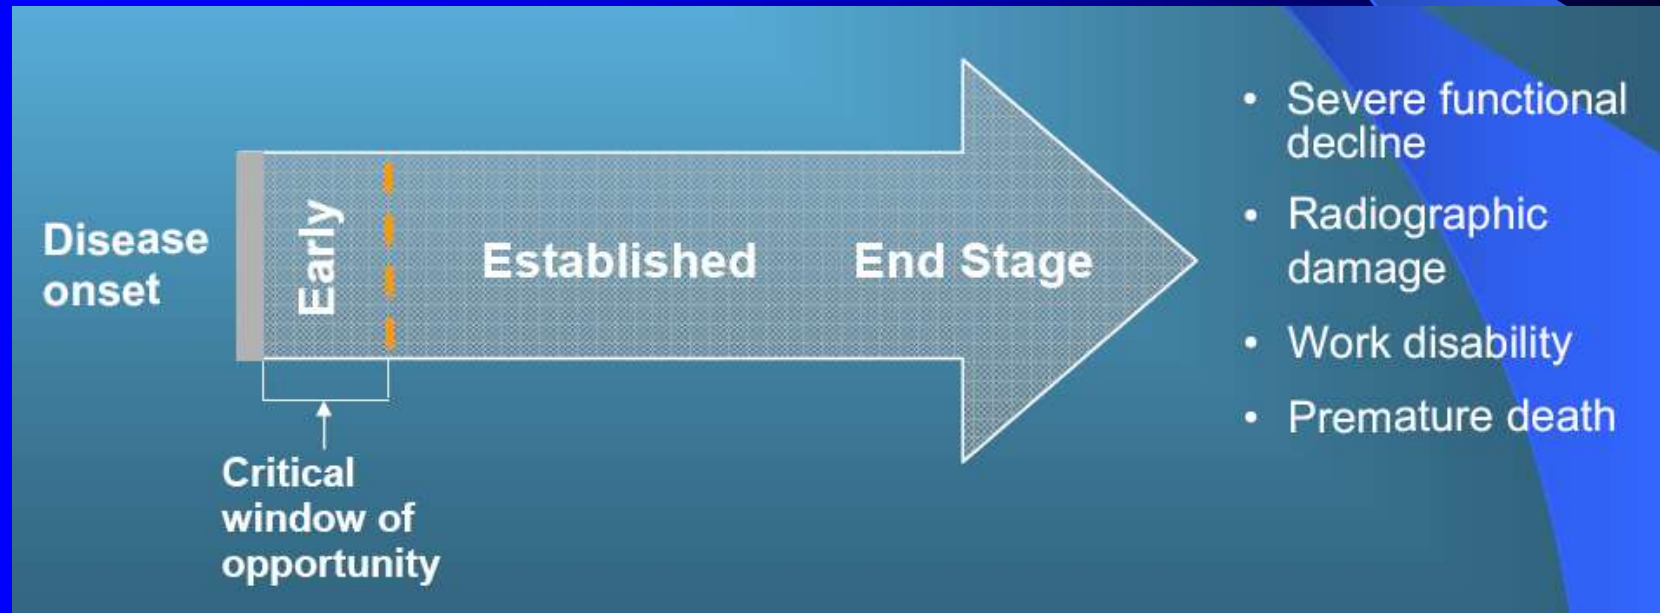 Disease
onset
Early
Established
End Stage
Critical
window of
opportunity
• Severe functional
decline
• Radiographic
damage
• Work disability
• Premature death